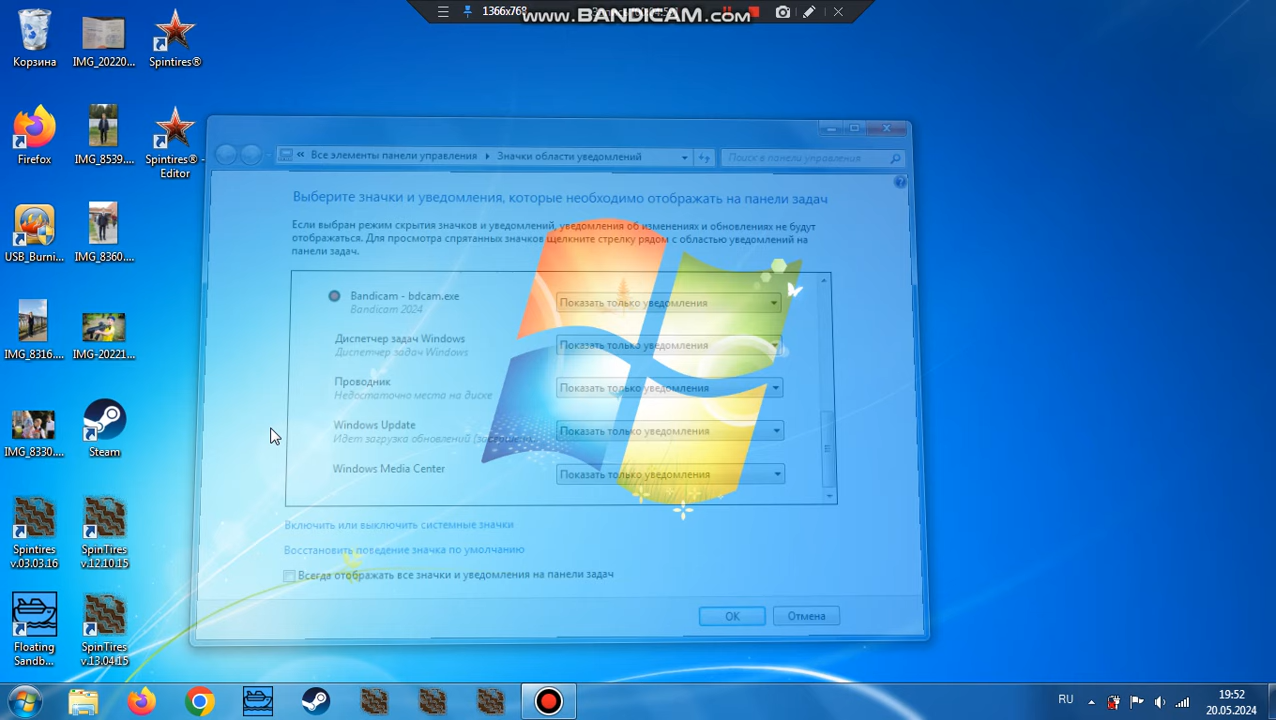 1366x768
www.BANDICAM.com
Корзина
IMG_20220...
Spintires®
Firefox
IMG_8539....
Spintires® -
Editor
USB_Burni...
IMG_8360....
IMG_8316....
IMG-20221...
IMG_8330....
Steam
Spintires
v.03.03.16
SpinTires
v.12.10.15
Floating
Sandb...
SpinTires
v.13.04.15
« Все элементы панели управления ▸ Значки области уведомлений
Поиск в панели управления
Выберите значки и уведомления, которые необходимо отображать на панели задач
Если выбран режим скрытия значков и уведомлений, уведомления об изменениях и обновлениях не будут
отображаться. Для просмотра спрятанных значков щелкните стрелку рядом с областью уведомлений на
панели задач.
Bandicam - bdcam.exe
Bandicam 2024
Показать только уведомления
Диспетчер задач Windows
Диспетчер задач Windows
Показать только уведомления
Проводник
Недостаточно места на диске
Показать только уведомления
Windows Update
Идет загрузка обновлений
Показать только уведомления
Windows Media Center
Показать только уведомления
Включить или выключить системные значки
Восстановить поведение значка по умолчанию
Всегда отображать все значки и уведомления на панели задач
ОК
Отмена
RU
19:52
20.05.2024